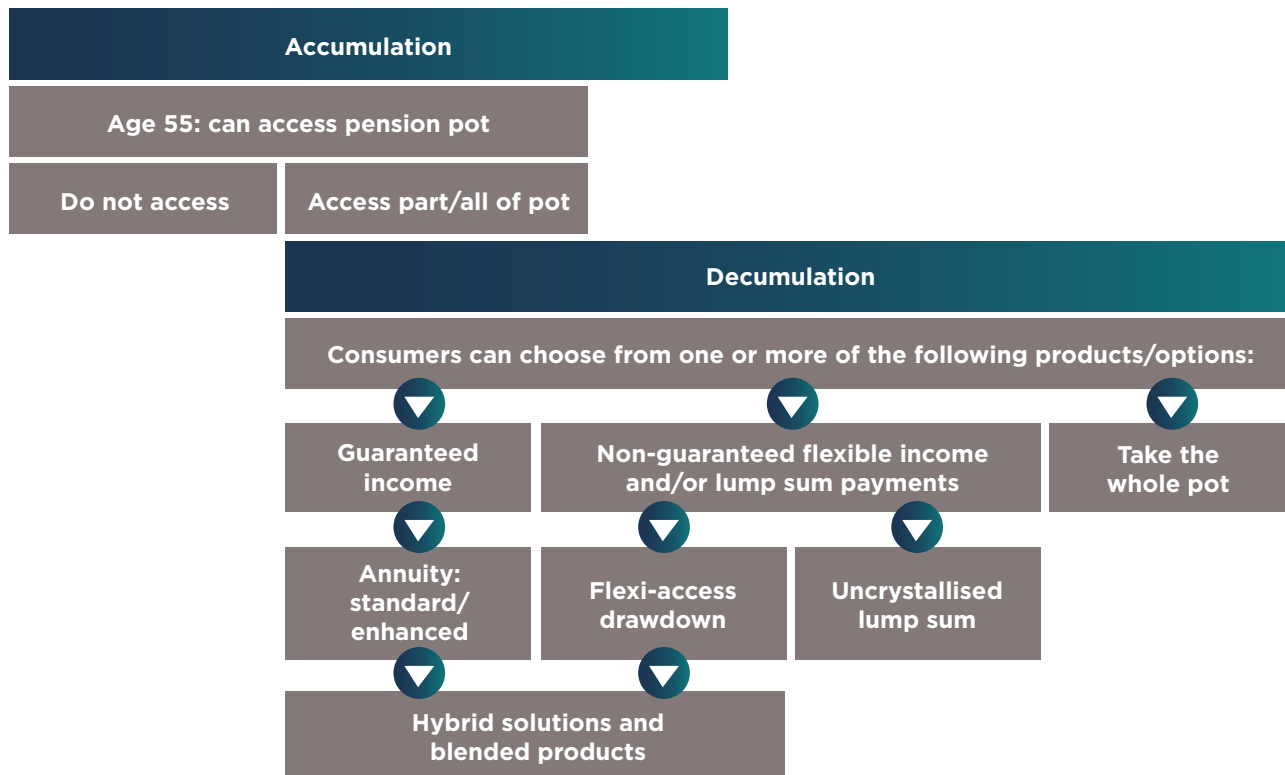 Accumulation
Age 55: can access pension pot
Do not access
Access part/all of pot
Decumulation
Consumers can choose from one or more of the following products/options:
Guaranteed
income
Non-guaranteed flexible income
and/or lump sum payments
Take the
whole pot
Annuity:
standard/
enhanced
Flexi-access
drawdown
Uncrystallised
lump sum
Hybrid solutions and
blended products